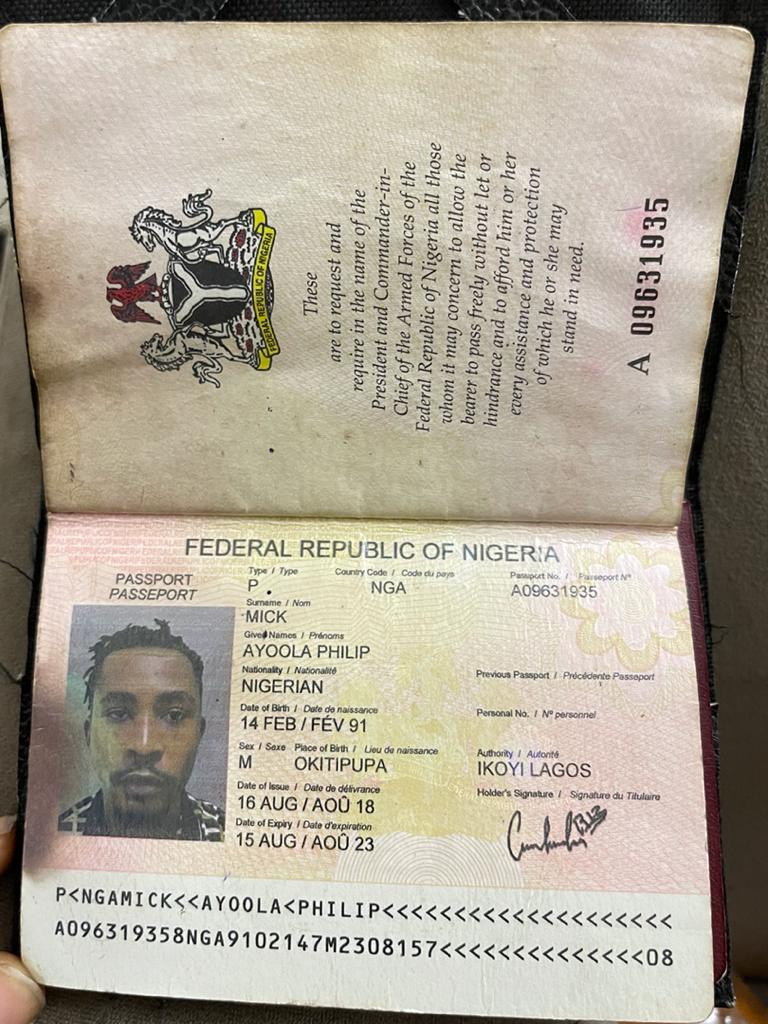 FEDERAL REPUBLIC OF NIGERIA
These
are to request and
require in the name of the
President and Commander-in-
Chief of the Armed Forces of the
Federal Republic of Nigeria all those
whom it may concern to allow the
bearer to pass freely without let or
hindrance and to afford him or her
every assistance and protection
of which he or she may
stand in need.
A 09631935
FEDERAL REPUBLIC OF NIGERIA
PASSPORT
PASSEPORT
Type / Type
P
Country Code / Code du pays
NGA
Passport No. / Passeport Nº
A09631935
Surname / Nom
MICK
Given Names / Prénoms
AYOOLA PHILIP
Nationality / Nationalité
NIGERIAN
Previous Passport / Précédente Passeport
Date of Birth / Date de naissance
14 FEB / FÉV 91
Personal No. / Nº personnel
Sex / Sexe
M
Place of Birth / Lieu de naissance
OKITIPUPA
Authority / Autorité
IKOYI LAGOS
Date of Issue / Date de délivrance
16 AUG / AOÛ 18
Holder's Signature / Signature du Titulaire
Date of Expiry / Date d'expiration
15 AUG / AOÛ 23
P<NGAMICK<<AYOOLA<PHILIP<<<<<<<<<<<<<<<<<<<<
A096319358NGA9102147M2308157<<<<<<<<<<<<<<08